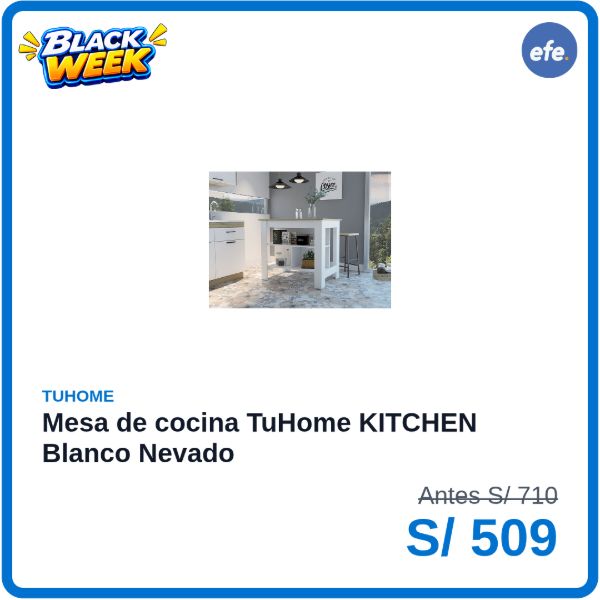 BLACK
WEEK
efe.
TUHOME
Mesa de cocina TuHome KITCHEN
Blanco Nevado
Antes S/ 710
S/ 509